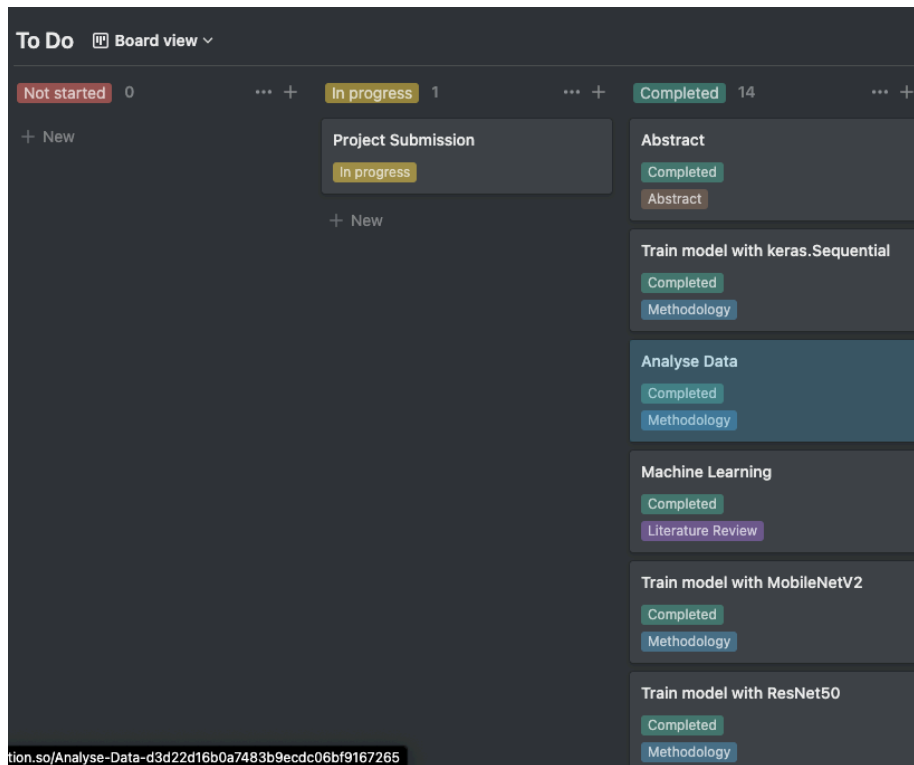 To Do Board view
Not started 0
+ New
In progress 1
Project Submission
In progress
+ New
Completed 14
Abstract
Completed
Abstract
Train model with keras.Sequential
Completed
Methodology
Analyse Data
Completed
Methodology
Machine Learning
Completed
Literature Review
Train model with MobileNetV2
Completed
Methodology
Train model with ResNet50
Completed
Methodology
tion.so/Analyse-Data-d3d22d16b0a7483b9ecdc06bf9167265